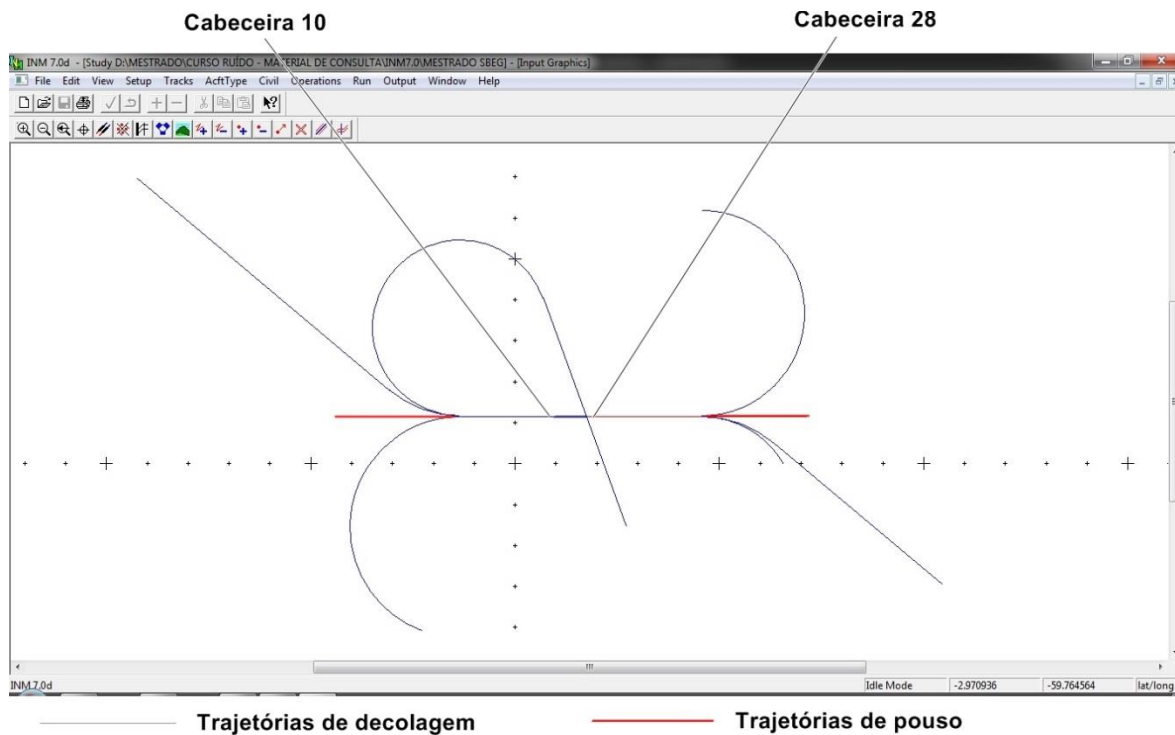 Cabeceira 10
Cabeceira 28
INM 7.0d - [Study D:\MESTRADO\CURSO RUÍDO - MATERIAL DE CONSULTA\INM7.0\MESTRADO SBEG] - [Input Graphics]
File Edit View Setup Tracks AcftType Civil Operations Run Output Window Help
INM 7.0d
Idle Mode -2.970936 -59.764564 lat/long
Trajetórias de decolagem
Trajetórias de pouso